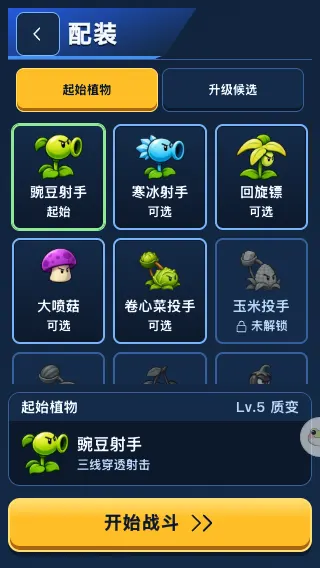 配装
起始植物
升级候选
豌豆射手
起始
寒冰射手
可选
回旋镖
可选
大喷菇
可选
卷心菜投手
可选
玉米投手
未解锁
起始植物
Lv.5 质变
豌豆射手
三线穿透射击
开始战斗